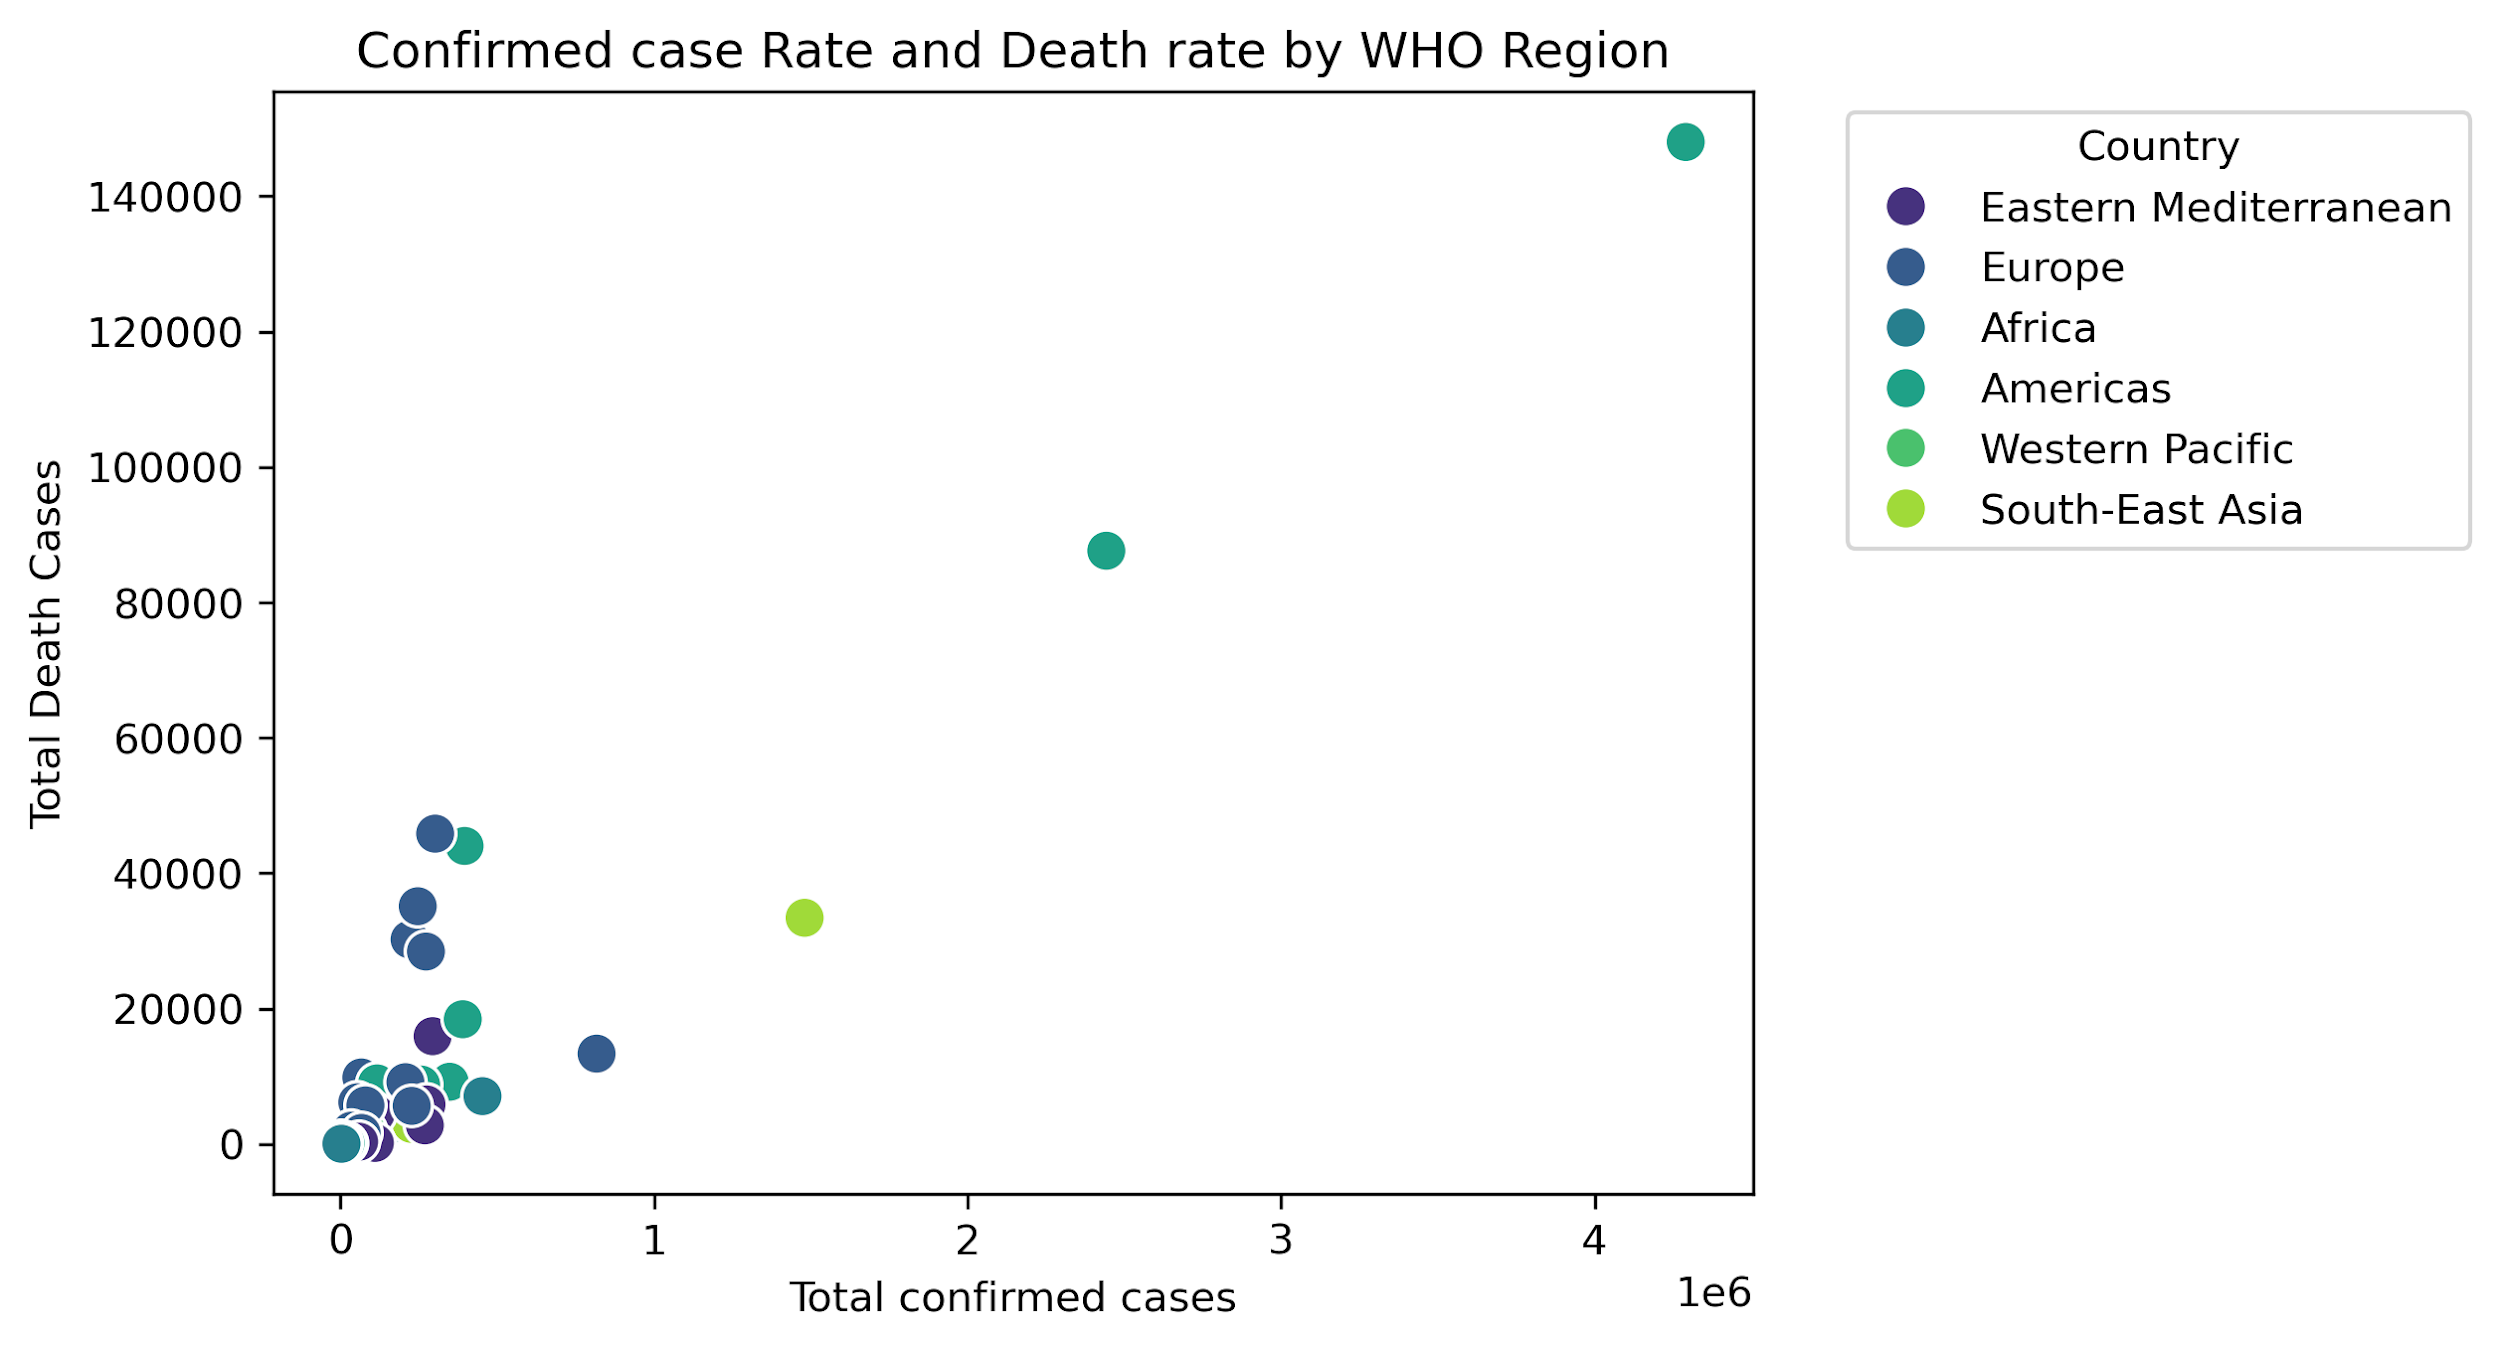 Confirmed case Rate and Death rate by WHO Region
Country
Eastern Mediterranean
Europe
Africa
Americas
Western Pacific
South-East Asia
Total Death Cases
140000
120000
100000
80000
60000
40000
20000
0
0 1 2 3 4
1e6
Total confirmed cases